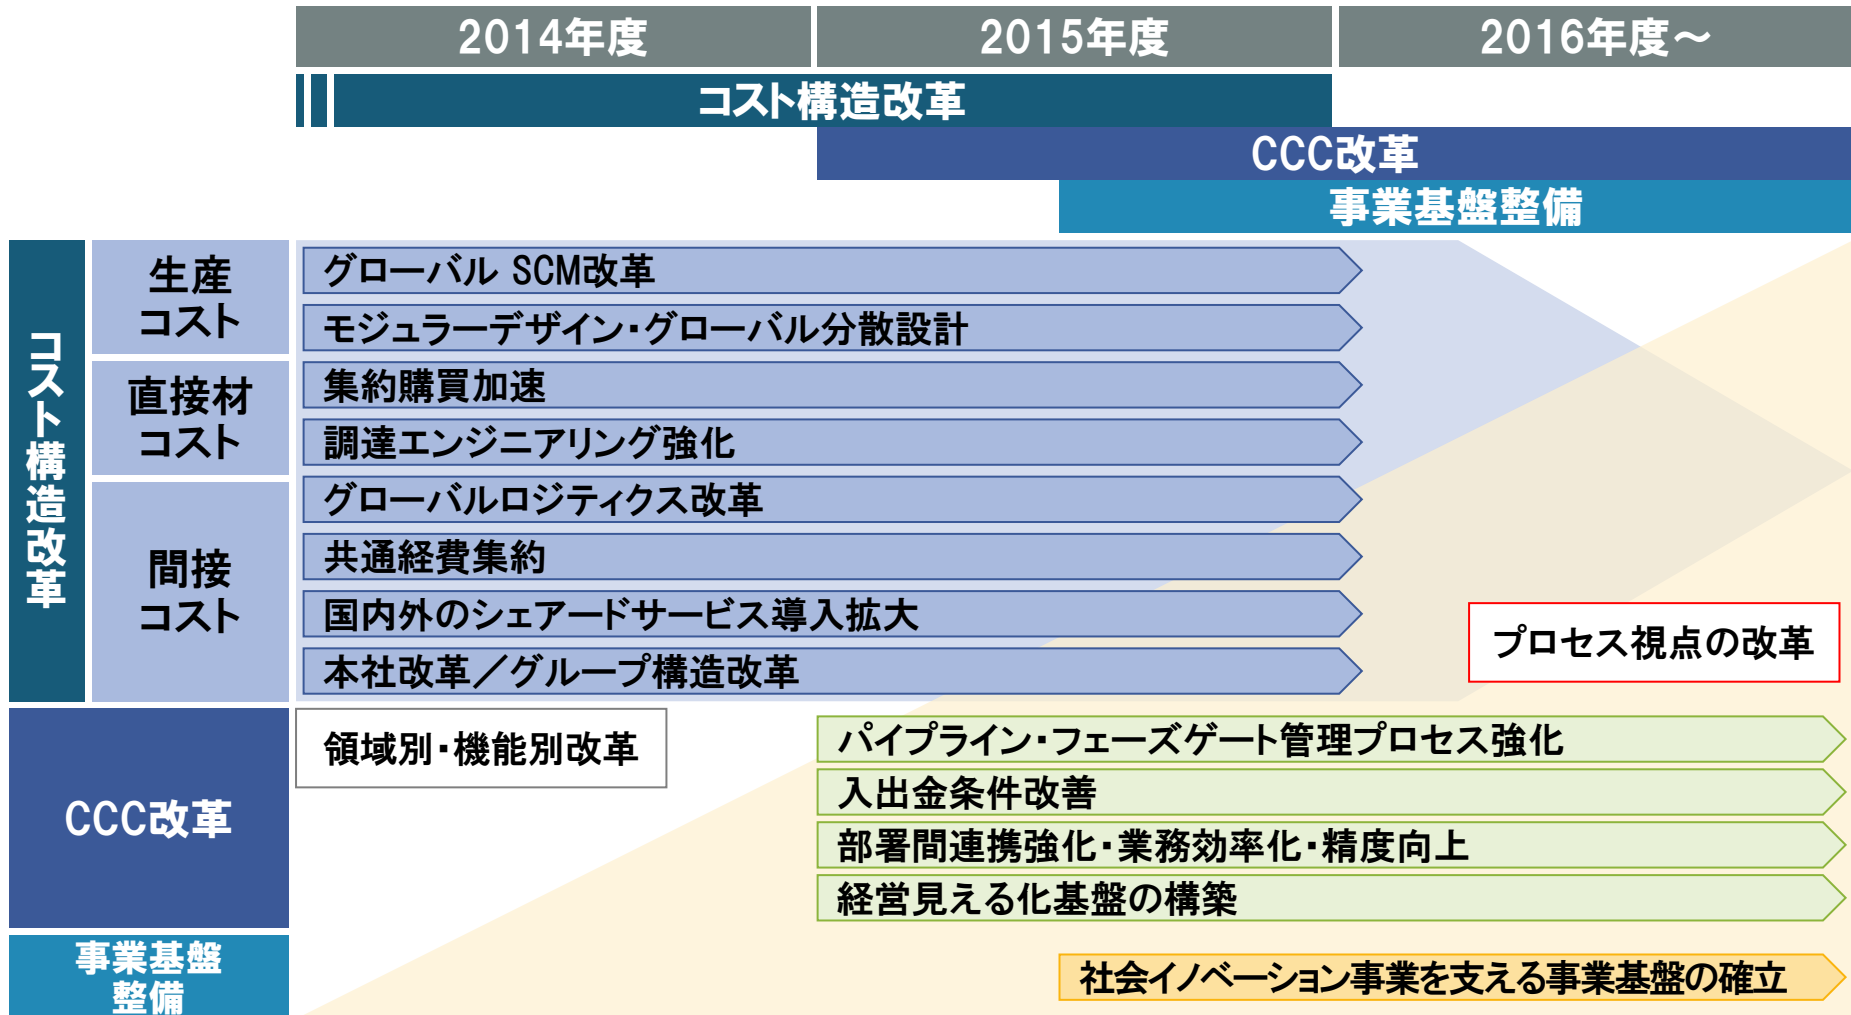 2014年度
2015年度
2016年度～
コスト構造改革
CCC改革
事業基盤整備
コスト構造改革
生産
コスト
グローバル SCM改革
モジュラーデザイン・グローバル分散設計
直接材
コスト
集約購買加速
調達エンジニアリング強化
間接
コスト
グローバルロジティクス改革
共通経費集約
国内外のシェアードサービス導入拡大
本社改革／グループ構造改革
プロセス視点の改革
CCC改革
領域別・機能別改革
パイプライン・フェーズゲート管理プロセス強化
入出金条件改善
部署間連携強化・業務効率化・精度向上
経営見える化基盤の構築
事業基盤
整備
社会イノベーション事業を支える事業基盤の確立